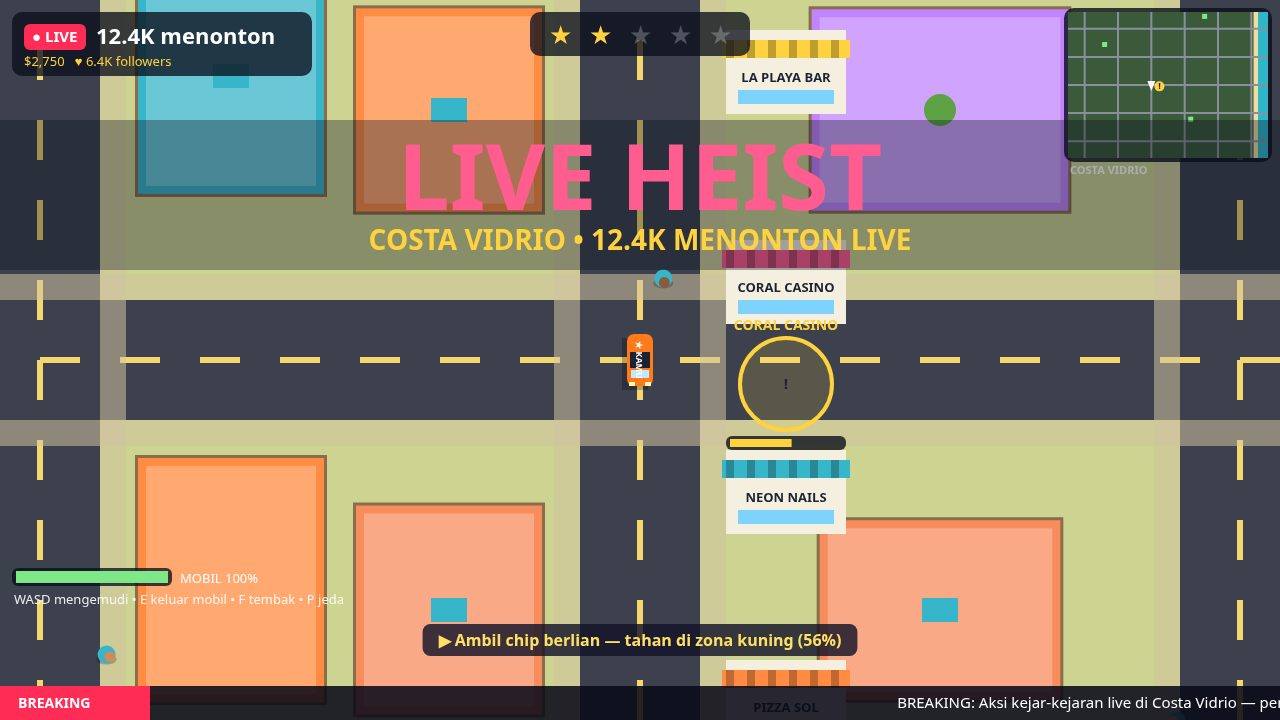 ● LIVE 12.4K menonton
$2,750 ♥ 6.4K followers
★ ★ ★ ★ ★
LA PLAYA BAR
!
COSTA VIDRIO
LIVE HEIST
COSTA VIDRIO • 12.4K MENONTON LIVE
CORAL CASINO
CORAL CASINO
!
NEON NAILS
MOBIL 100%
WASD mengemudi • E keluar mobil • F tembak • P jeda
▶ Ambil chip berlian — tahan di zona kuning (56%)
PIZZA SOL
BREAKING
BREAKING: Aksi kejar-kejaran live di Costa Vidrio —